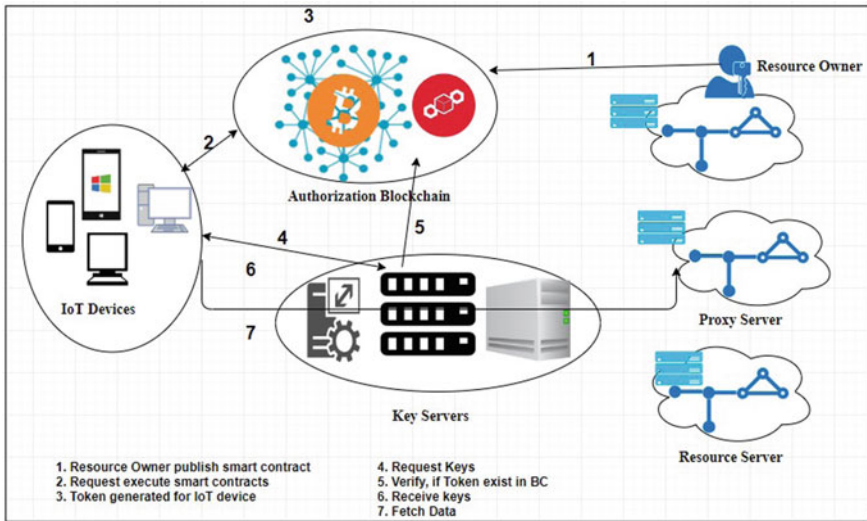 3
1
Resource Owner
2
Authorization Blockchain
5
4
IoT Devices
6
7
Proxy Server
Key Servers
Resource Server
1. Resource Owner publish smart contract
2. Request execute smart contracts
3. Token generated for IoT device
4. Request Keys
5. Verify, if Token exist in BC
6. Receive keys
7. Fetch Data